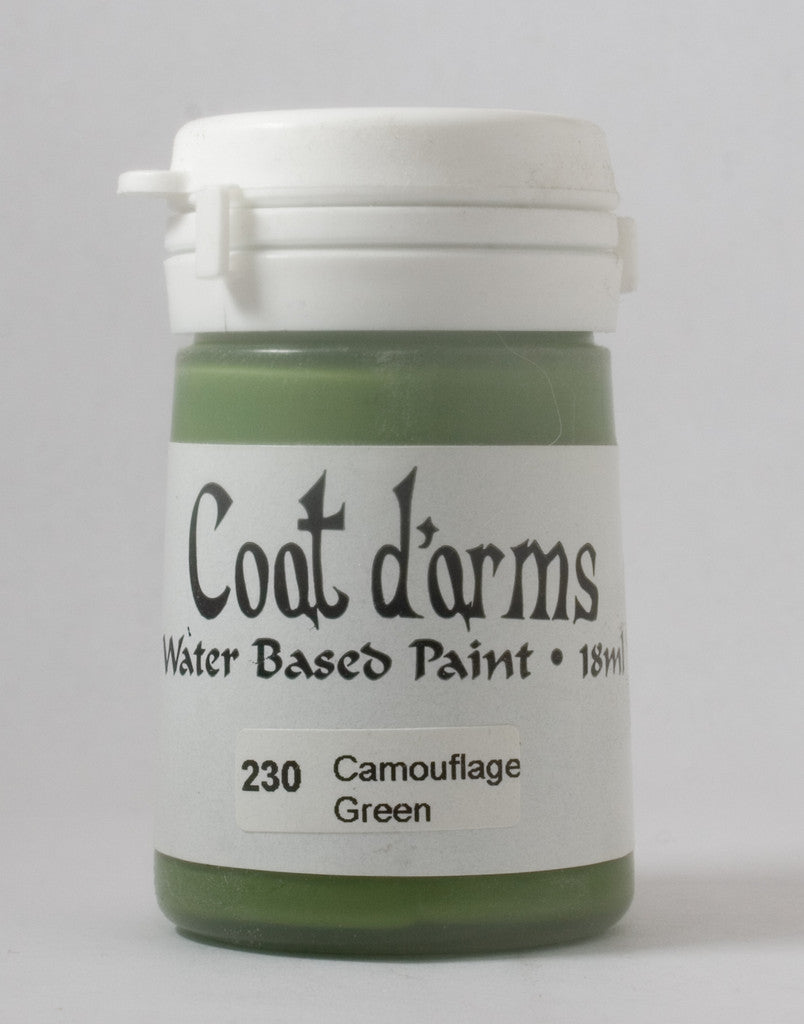 Coat d'arms
Water Based Paint • 18ml
230 Camouflage
Green